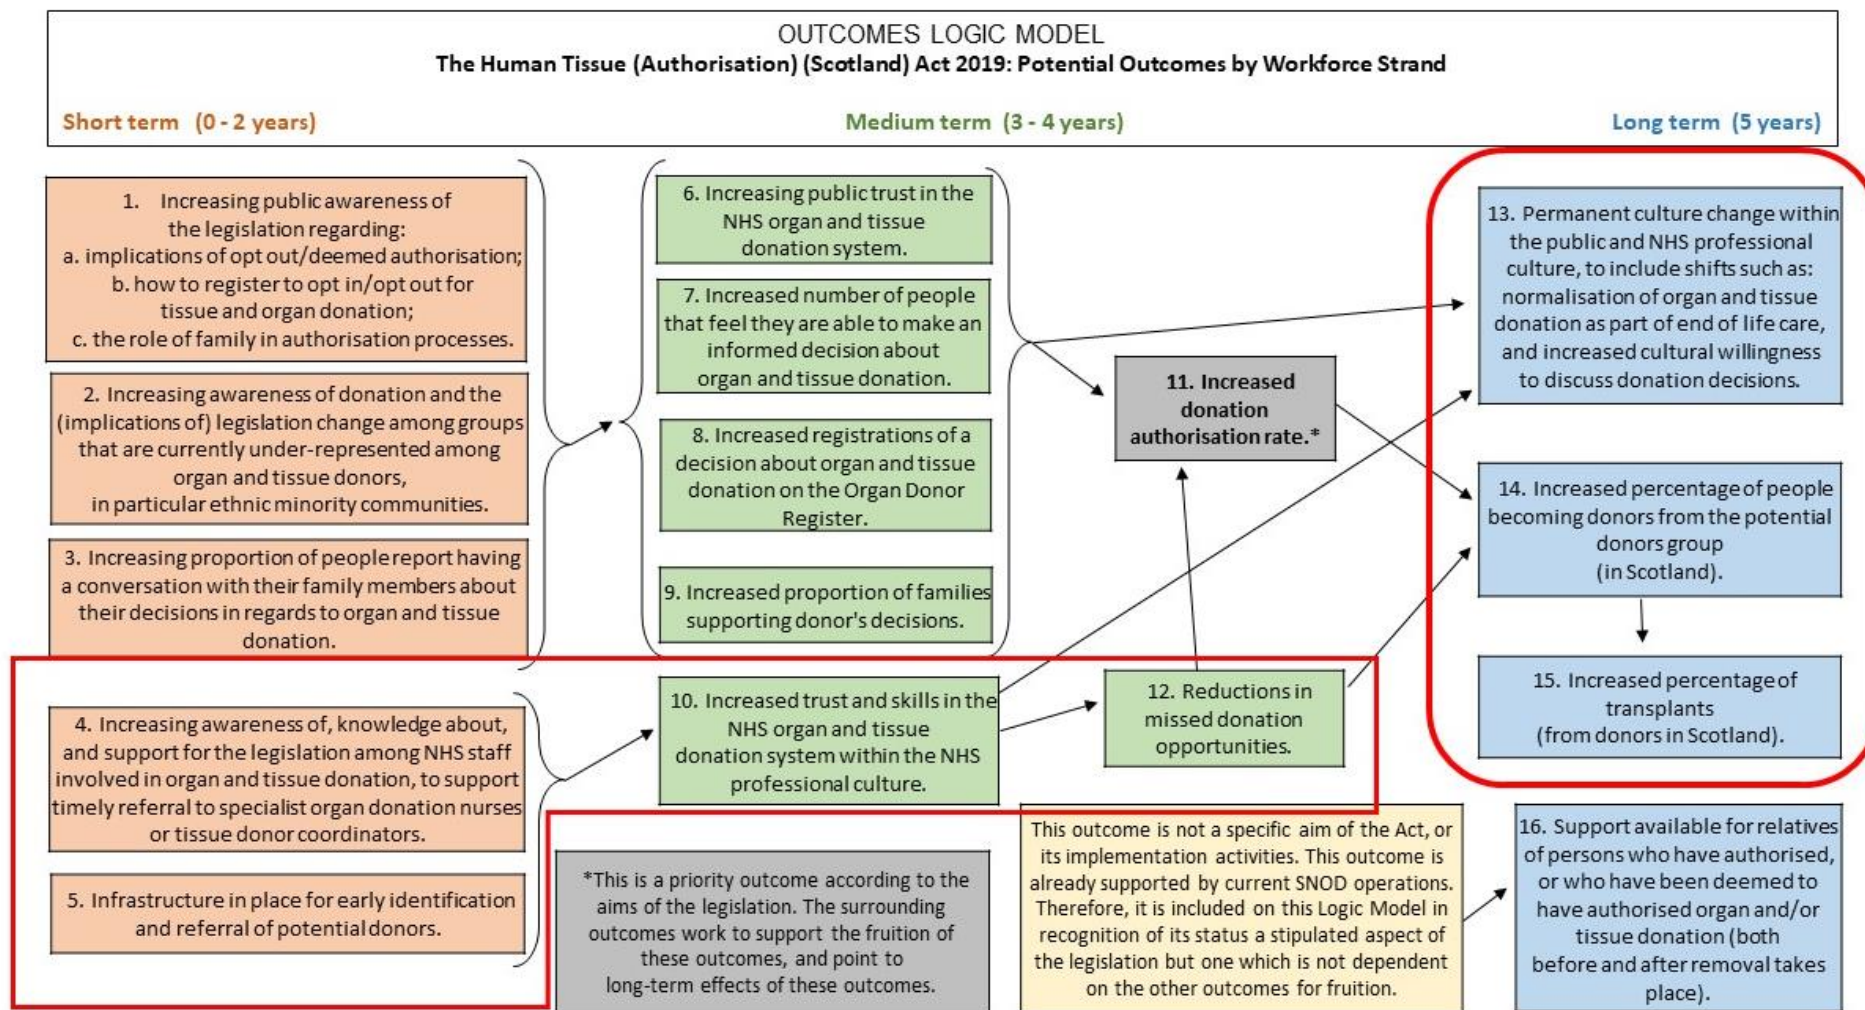 OUTCOMES LOGIC MODEL
The Human Tissue (Authorisation) (Scotland) Act 2019: Potential Outcomes by Workforce Strand
Short term (0 - 2 years)
Medium term (3 - 4 years)
Long term (5 years)
1. Increasing public awareness of
the legislation regarding:
a. implications of opt out/deemed authorisation;
b. how to register to opt in/opt out for
tissue and organ donation;
c. the role of family in authorisation processes.
2. Increasing awareness of donation and the
(implications of) legislation change among groups
that are currently under-represented among
organ and tissue donors,
in particular ethnic minority communities.
3. Increasing proportion of people report having
a conversation with their family members about
their decisions in regards to organ and tissue
donation.
4. Increasing awareness of, knowledge about,
and support for the legislation among NHS staff
involved in organ and tissue donation, to support
timely referral to specialist organ donation nurses
or tissue donor coordinators.
5. Infrastructure in place for early identification
and referral of potential donors.
6. Increasing public trust in the
NHS organ and tissue
donation system.
7. Increased number of people
that feel they are able to make an
informed decision about
organ and tissue donation.
8. Increased registrations of a
decision about organ and tissue
donation on the Organ Donor
Register.
9. Increased proportion of families
supporting donor's decisions.
10. Increased trust and skills in the
NHS organ and tissue
donation system within the NHS
professional culture.
11. Increased
donation
authorisation rate.*
12. Reductions in
missed donation
opportunities.
13. Permanent culture change within
the public and NHS professional
culture, to include shifts such as:
normalisation of organ and tissue
donation as part of end of life care,
and increased cultural willingness
to discuss donation decisions.
14. Increased percentage of people
becoming donors from the potential
donors group
(in Scotland).
15. Increased percentage of
transplants
(from donors in Scotland).
*This is a priority outcome according to the
aims of the legislation. The surrounding
outcomes work to support the fruition of
these outcomes, and point to
long-term effects of these outcomes.
This outcome is not a specific aim of the Act, or
its implementation activities. This outcome is
already supported by current SNOD operations.
Therefore, it is included on this Logic Model in
recognition of its status a stipulated aspect of
the legislation but one which is not dependent
on the other outcomes for fruition.
16. Support available for relatives
of persons who have authorised,
or who have been deemed to
have authorised organ and/or
tissue donation (both
before and after removal takes
place).